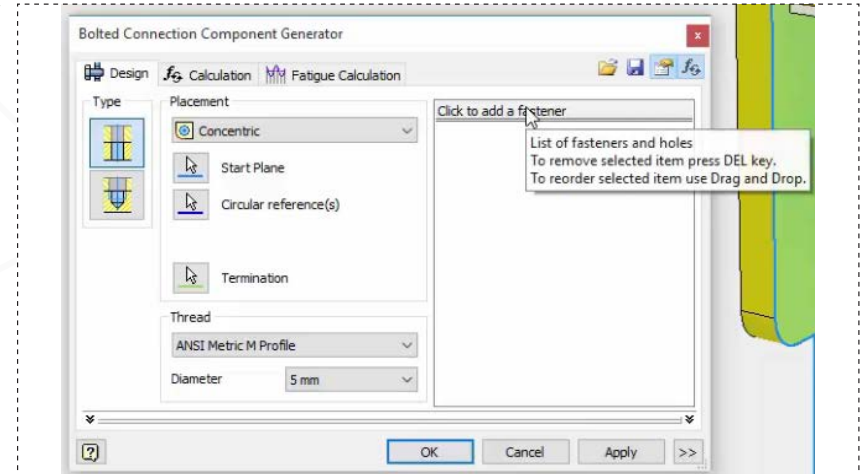 Bolted Connection Component Generator
x
Design
fG Calculation
Fatigue Calculation
fG
Type
Placement
Concentric
Start Plane
Circular reference(s)
Termination
Thread
ANSI Metric M Profile
Diameter
5 mm
Click to add a fastener
List of fasteners and holes
To remove selected item press DEL key.
To reorder selected item use Drag and Drop.
?
OK
Cancel
Apply
>>